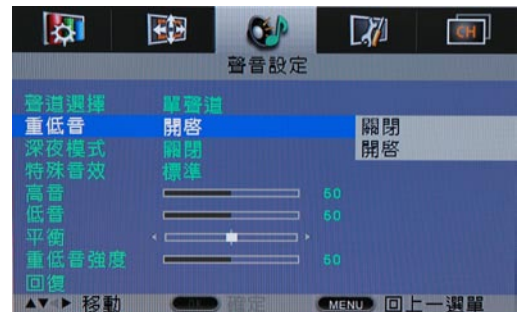 CH
聲音設定
聲道選擇 單聲道
重低音 開啓 關閉
深夜模式 關閉 開啓
特殊音效 標準
高音 50
低音 50
平衡
重低音強度 50
回復
▲▼◀▶ 移動 OK 確定 MENU 回上一選單